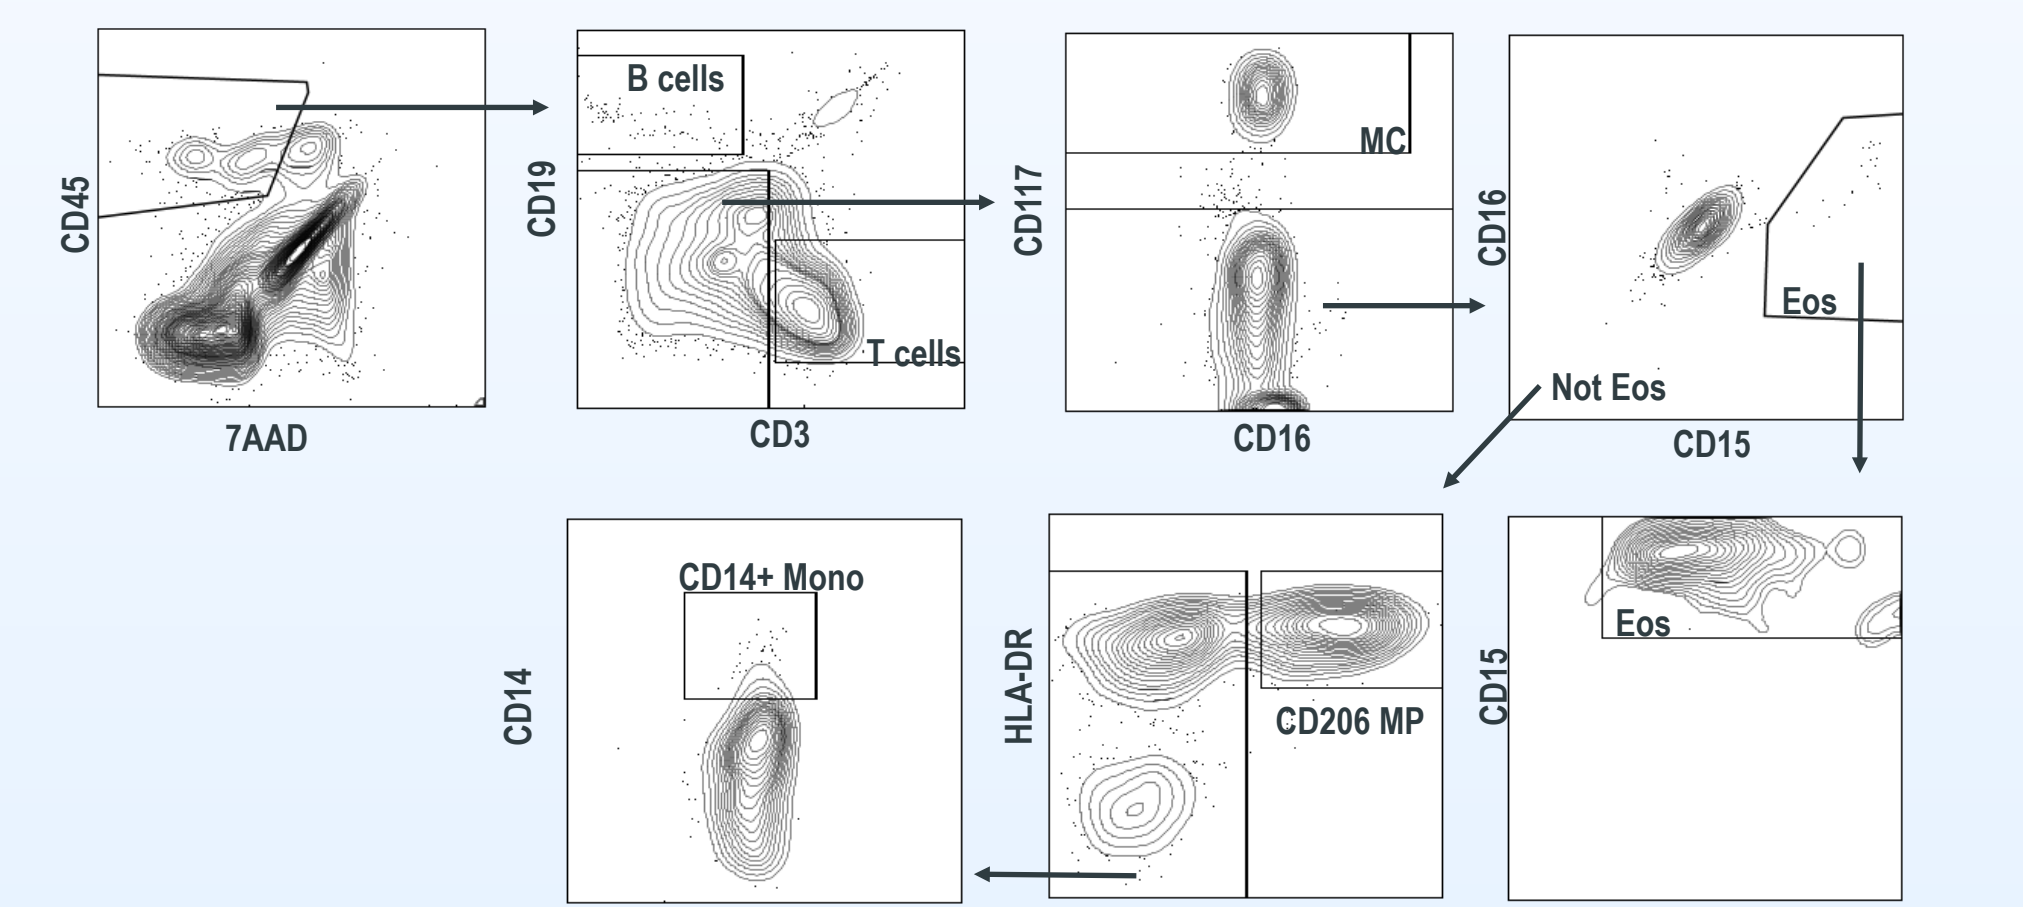 CD45
7AAD
B cells
T cells
CD19
CD3
MC
CD117
CD16
Eos
Not Eos
CD16
CD15
CD14+ Mono
CD14
CD206 MP
HLA-DR
Eos
CD15